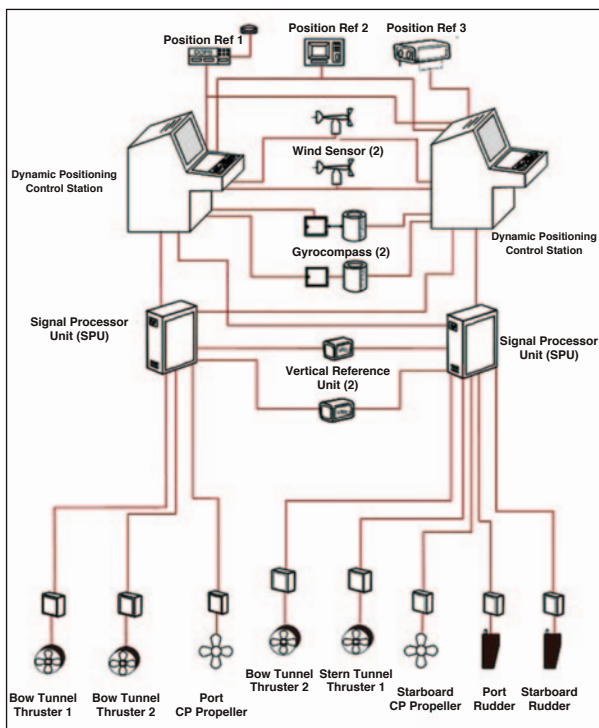 Position Ref 1
Position Ref 2
Position Ref 3
Wind Sensor (2)
Dynamic Positioning
Control Station
Dynamic Positioning
Control Station
Gyrocompass (2)
Signal Processor
Unit (SPU)
Signal Processor
Unit (SPU)
Vertical Reference
Unit (2)
Bow Tunnel
Thruster 1
Bow Tunnel
Thruster 2
Port
CP Propeller
Bow Tunnel
Thruster 2
Stern Tunnel
Thruster 1
Starboard
CP Propeller
Port
Rudder
Starboard
Rudder